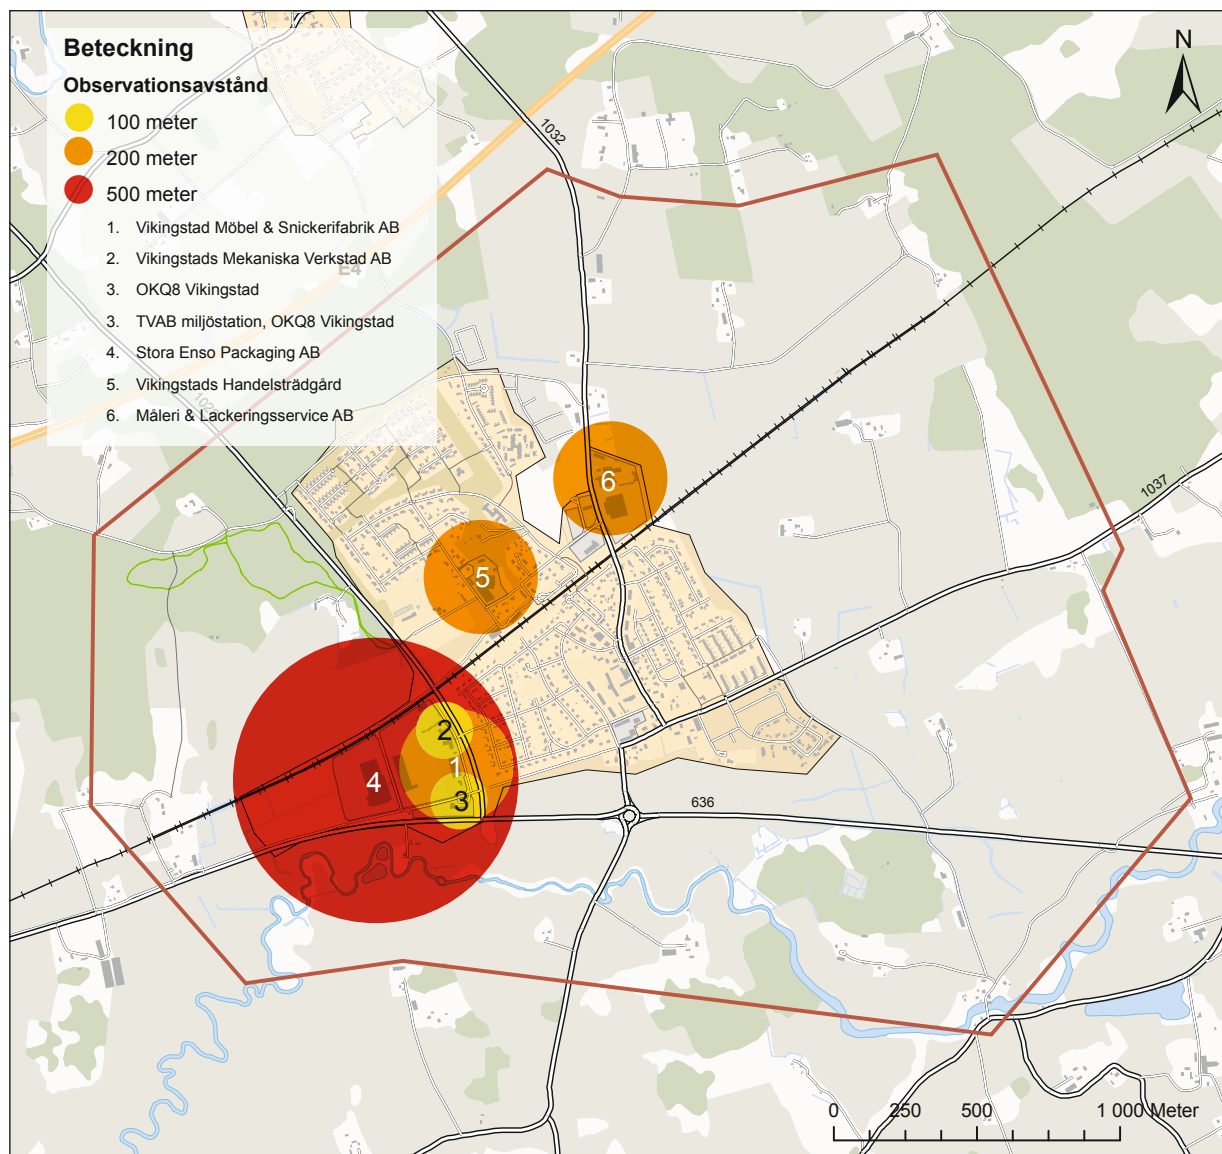 Beteckning
Observationsavstånd
100 meter
200 meter
500 meter
1. Vikingstad Möbel & Snickerifabrik AB
2. Vikingstads Mekaniska Verkstad AB
3. OKQ8 Vikingstad
3. TVAB miljöstation, OKQ8 Vikingstad
4. Stora Enso Packaging AB
5. Vikingstads Handelsträdgård
6. Måleri & Lackeringsservice AB
N
1032
E4
1037
6
5
2
1
4
3
636
0 250 500 1 000 Meter